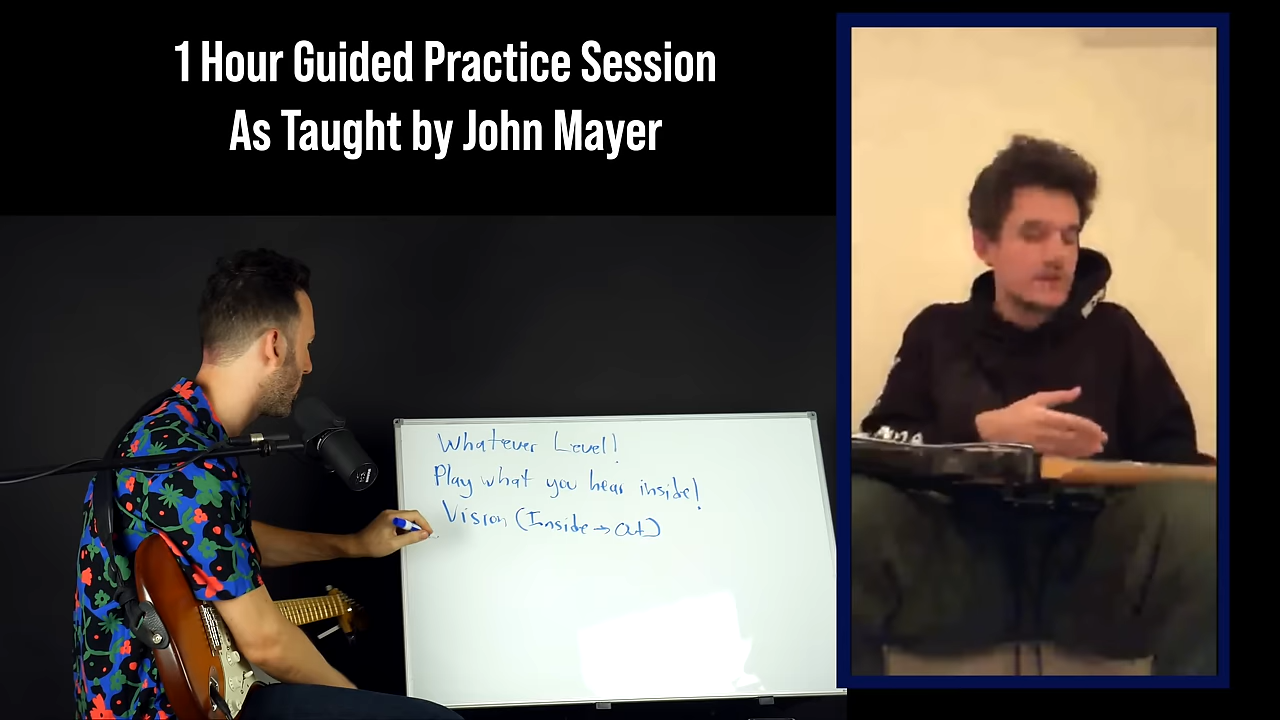 1 Hour Guided Practice Session
As Taught by John Mayer
Whatever Level!
Play what you hear inside!
Vision (Inside → Out)